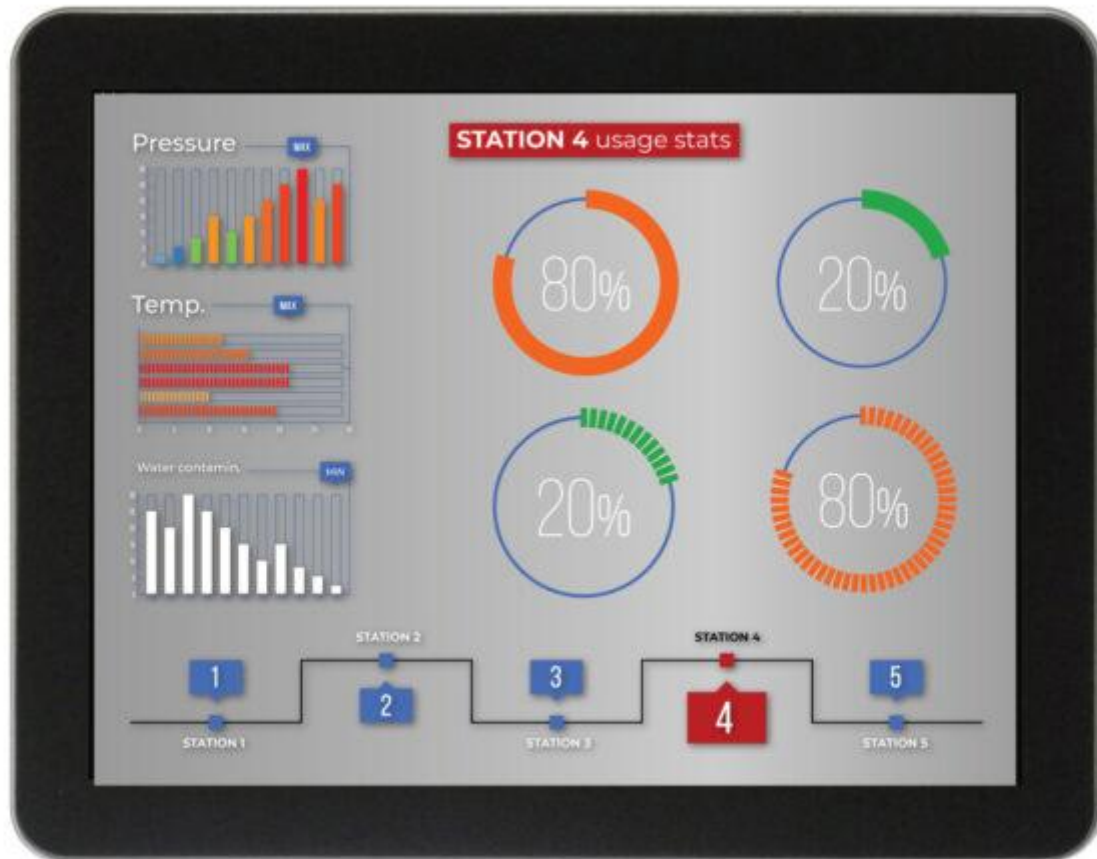 Pressure
MAX
STATION 4 usage stats
80%
20%
Temp.
MAX
20%
80%
Water contamin.
MIN
STATION 2
STATION 4
1
3
5
2
4
STATION 1
STATION 3
STATION 5